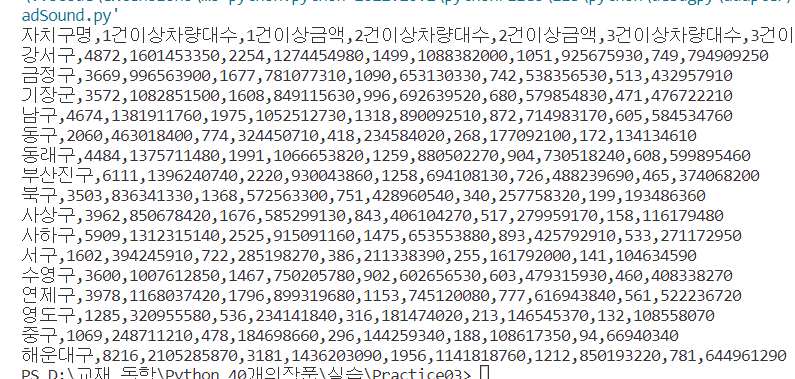 adSound.py'
자치구명,1건이상차량대수,1건이상금액,2건이상차량대수,2건이상금액,3건이상차량대수,3건이
강서구,4872,1601453350,2254,1274454980,1499,1088382000,1051,925675930,749,794909250
금정구,3669,996563900,1677,781077310,1090,653130330,742,538356530,513,432957910
기장군,3572,1082851500,1608,849115630,996,692639520,680,579854830,471,476722210
남구,4674,1381911760,1975,1052512730,1318,890092510,872,714983170,605,584534760
동구,2060,463018400,774,324450710,418,234584020,268,177092100,172,134134610
동래구,4484,1375711480,1991,1066653820,1259,880502270,904,730518240,608,599895460
부산진구,6111,1396240740,2220,930043860,1258,694108130,726,488239690,465,374068200
북구,3503,836341330,1368,572563300,751,428960540,340,257758320,199,193486360
사상구,3962,850678420,1676,585299130,843,406104270,517,279959170,158,116179480
사하구,5909,1312315140,2525,915091160,1475,653553880,893,425792910,533,271172950
서구,1602,394245910,722,285198270,386,211338390,255,161792000,141,104634590
수영구,3600,1007612850,1467,750205780,902,602656530,603,479315930,460,408338270
연제구,3978,1168037420,1796,899319680,1153,745120080,777,616943840,561,522236720
영도구,1285,320955580,536,234141840,316,181474020,213,146545370,132,108558070
중구,1069,248711210,478,184698660,296,144259340,188,108617350,94,66940340
해운대구,8216,2105285870,3181,1436203090,1956,1141818760,1212,850193220,781,644961290
PS D:\교재 독학\Python 40개의작품\실습\Practice03>